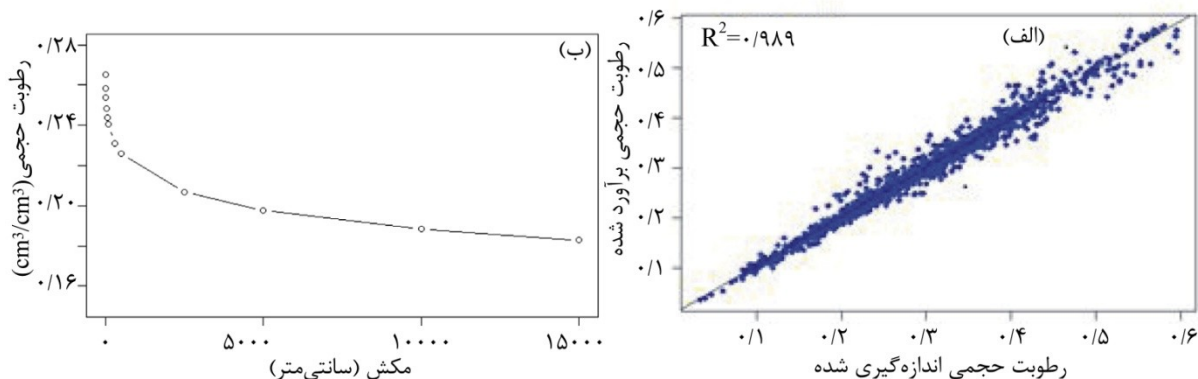 (الف)
R²=۰/۹۸۹
رطوبت حجمی برآورد شده
۰/۶
۰/۵
۰/۴
۰/۳
۰/۲
۰/۱
۰/۱ ۰/۲ ۰/۳ ۰/۴ ۰/۵ ۰/۶
رطوبت حجمی اندازه‌گیری شده
(ب)
رطوبت حجمی(cm³/cm³)
۰/۲۸
۰/۲۴
۰/۲۰
۰/۱۶
۰ ۵۰۰۰ ۱۰۰۰۰ ۱۵۰۰۰
مکش (سانتی‌متر)